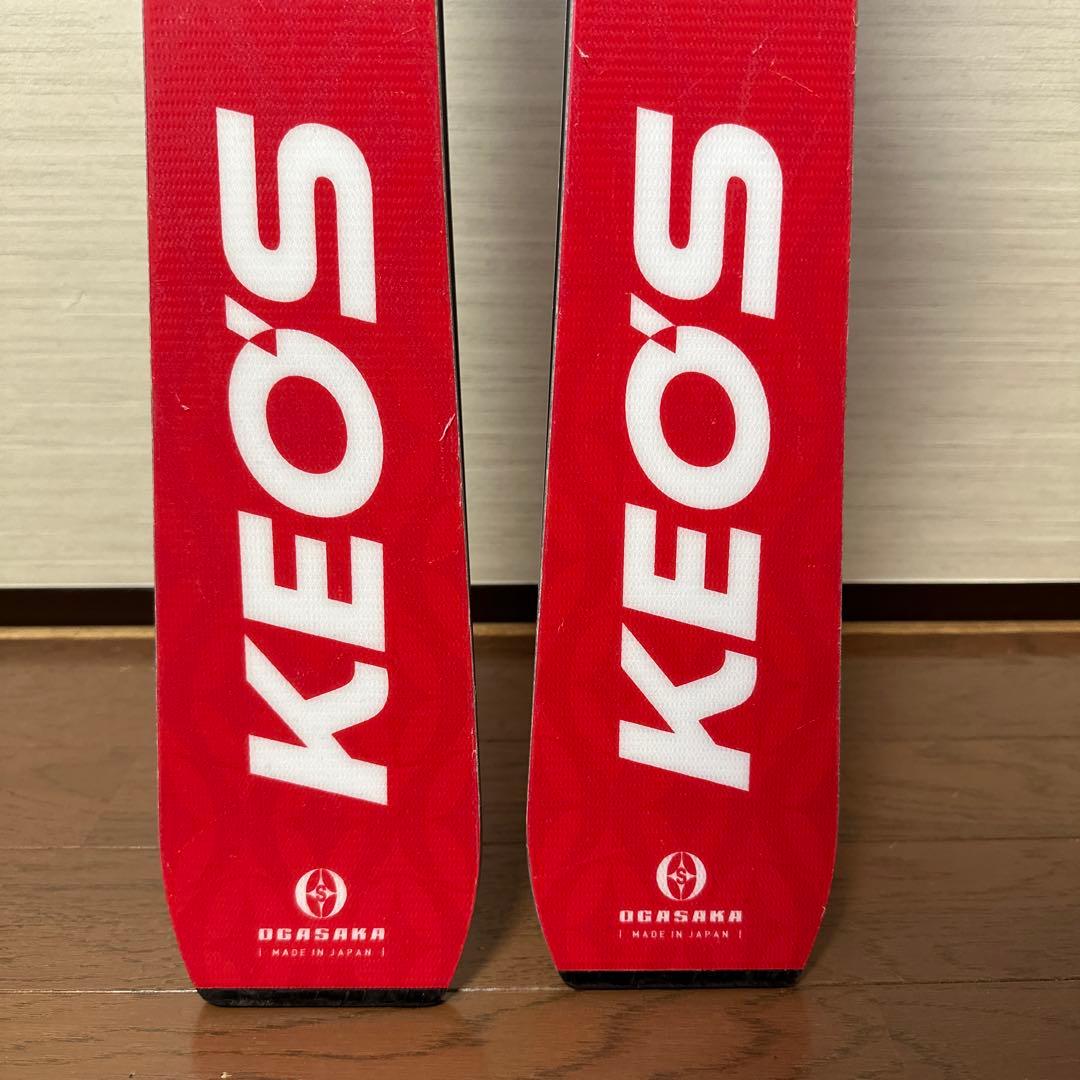 KEO'S
S
OGASAKA
| MADE IN JAPAN |
KEO'S
S
OGASAKA
| MADE IN JAPAN |